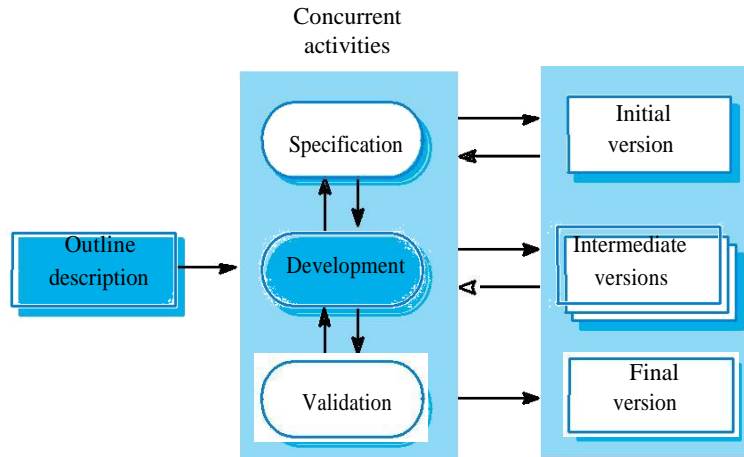 Concurrent
activities
Specification
Initial
version
Outline
description
Development
Intermediate
versions
Validation
Final
version